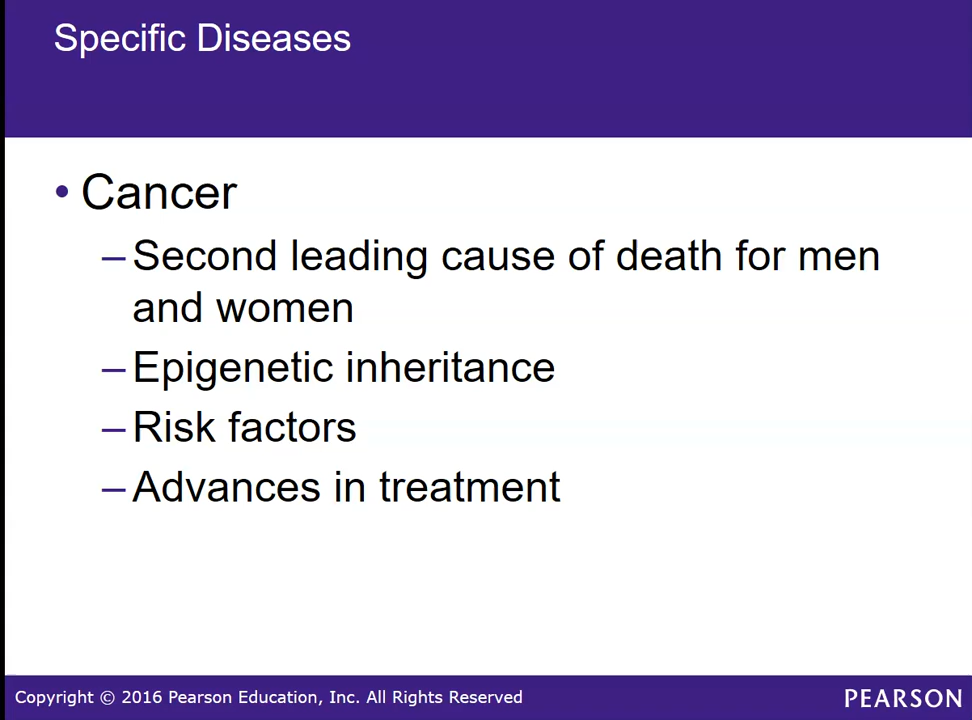 Specific Diseases
• Cancer
–Second leading cause of death for men
and women
–Epigenetic inheritance
–Risk factors
–Advances in treatment
Copyright © 2016 Pearson Education, Inc. All Rights Reserved
PEARSON